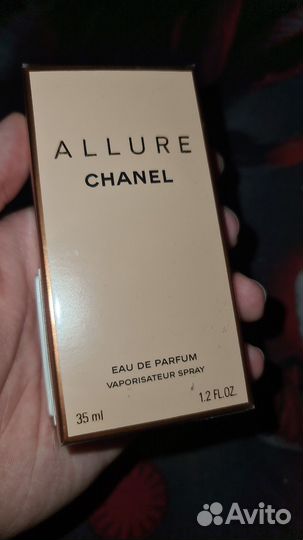 ALLURE
CHANEL
EAU DE PARFUM
VAPORISATEUR SPRAY
35 ml
1.2 FL.OZ.
Avito